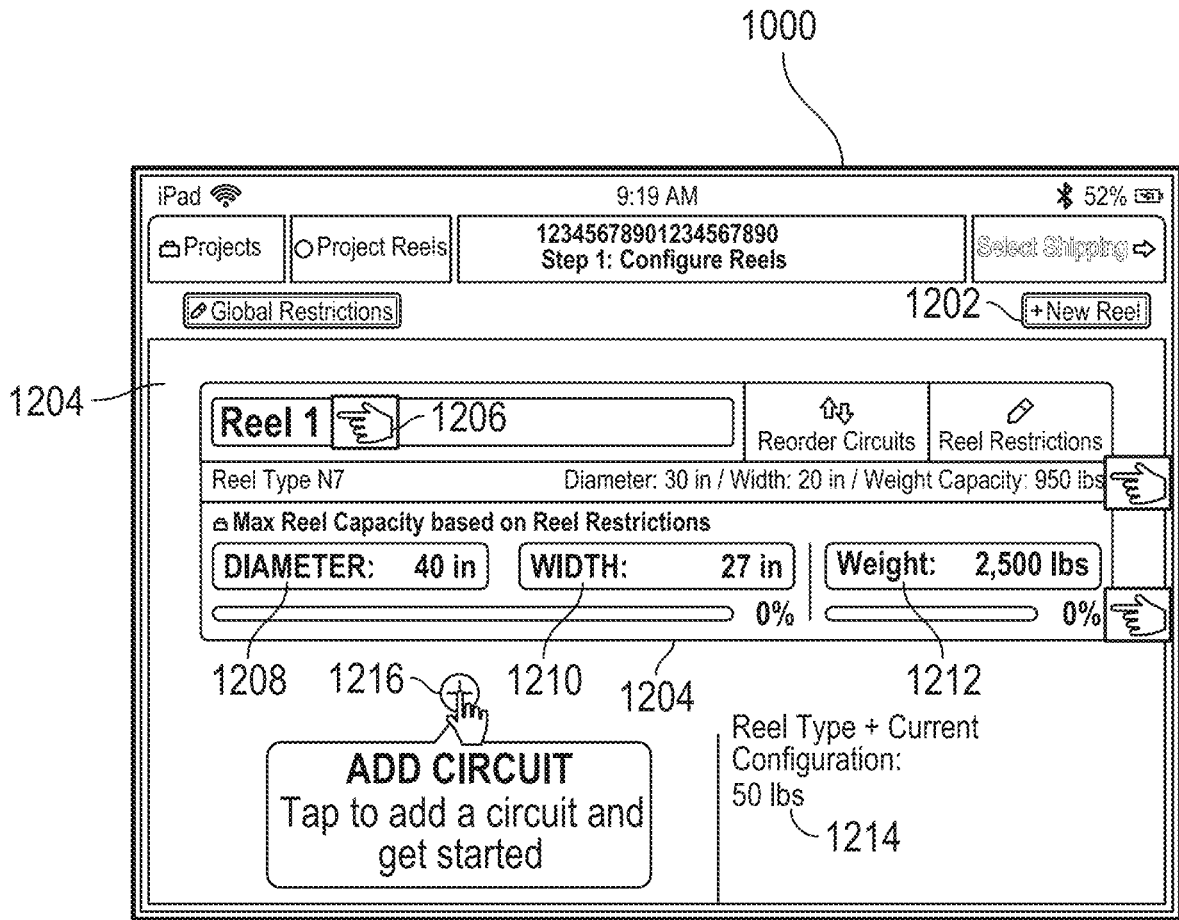 1000
iPad 9:19 AM 52%
Projects Project Reels 12345678901234567890 Select Shipping
Step 1: Configure Reels
Global Restrictions 1202 +New Reel
1204
Reel 1 1206 Reorder Circuits Reel Restrictions
Reel Type N7 Diameter: 30 in / Width: 20 in / Weight Capacity: 950 lbs
Max Reel Capacity based on Reel Restrictions
DIAMETER: 40 in WIDTH: 27 in Weight: 2,500 lbs
0% 0%
1208 1216 1210 1204 1212
ADD CIRCUIT
Tap to add a circuit and
get started
Reel Type + Current
Configuration:
50 lbs
1214